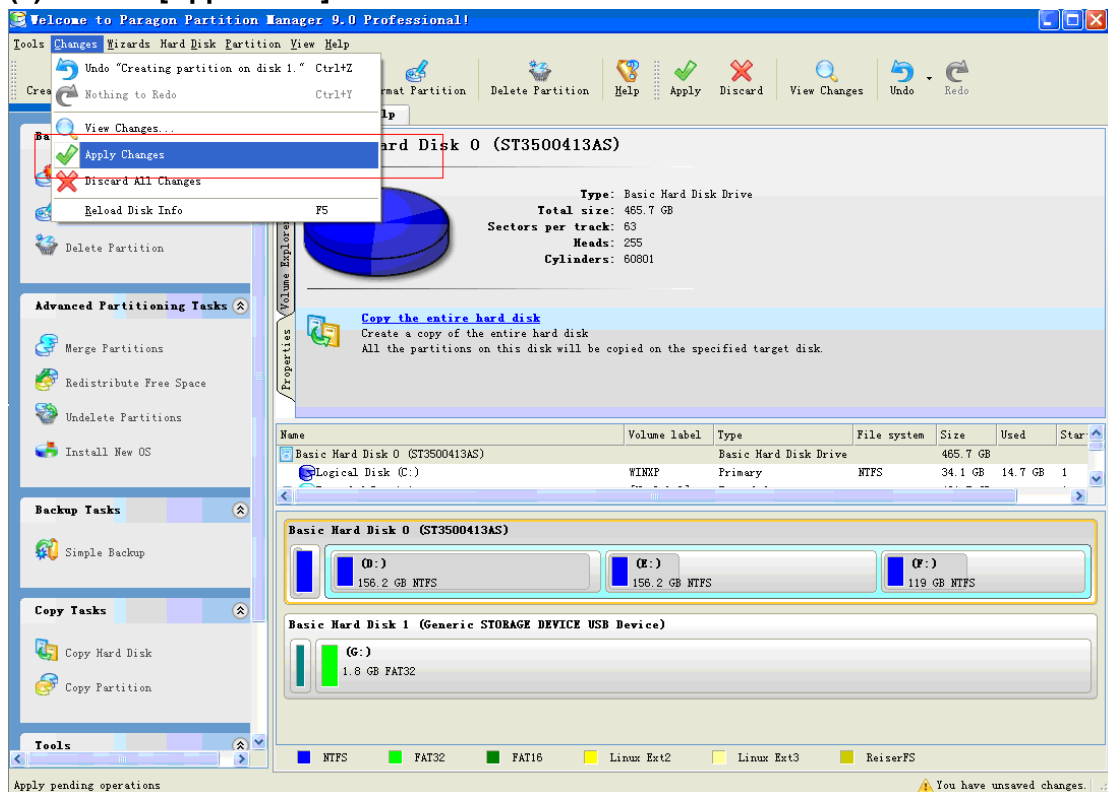 Welcome to Paragon Partition Manager 9.0 Professional!
Tools Changes Wizards Hard Disk Partition View Help
Undo "Creating partition on disk 1." Ctrl+Z
Nothing to Redo Ctrl+Y
View Changes...
Apply Changes
Discard All Changes
Reload Disk Info F5
Delete Partition Help Apply Discard View Changes Undo Redo
Hard Disk 0 (ST3500413AS)
Type: Basic Hard Disk Drive
Total size: 465.7 GB
Sectors per track: 63
Heads: 255
Cylinders: 60801
Copy the entire hard disk
Create a copy of the entire hard disk
All the partitions on this disk will be copied on the specified target disk.
Volume Explorer
Properties
Delete Partition
Advanced Partitioning Tasks
Merge Partitions
Redistribute Free Space
Undelete Partitions
Install New OS
Backup Tasks
Simple Backup
Copy Tasks
Copy Hard Disk
Copy Partition
Tools
Name Volume label Type File system Size Used
Basic Hard Disk 0 (ST3500413AS) Basic Hard Disk Drive 465.7 GB
Logical Disk (C:) WINXP Primary NTFS 34.1 GB 14.7 GB 1
Basic Hard Disk 0 (ST3500413AS)
(D:)
156.2 GB NTFS
(E:)
156.2 GB NTFS
(F:)
119 GB NTFS
Basic Hard Disk 1 (Generic STORAGE DEVICE USB Device)
(G:)
1.8 GB FAT32
NTFS FAT32 FAT16 Linux Ext2 Linux Ext3 ReiserFS
Apply pending operations
You have unsaved changes.